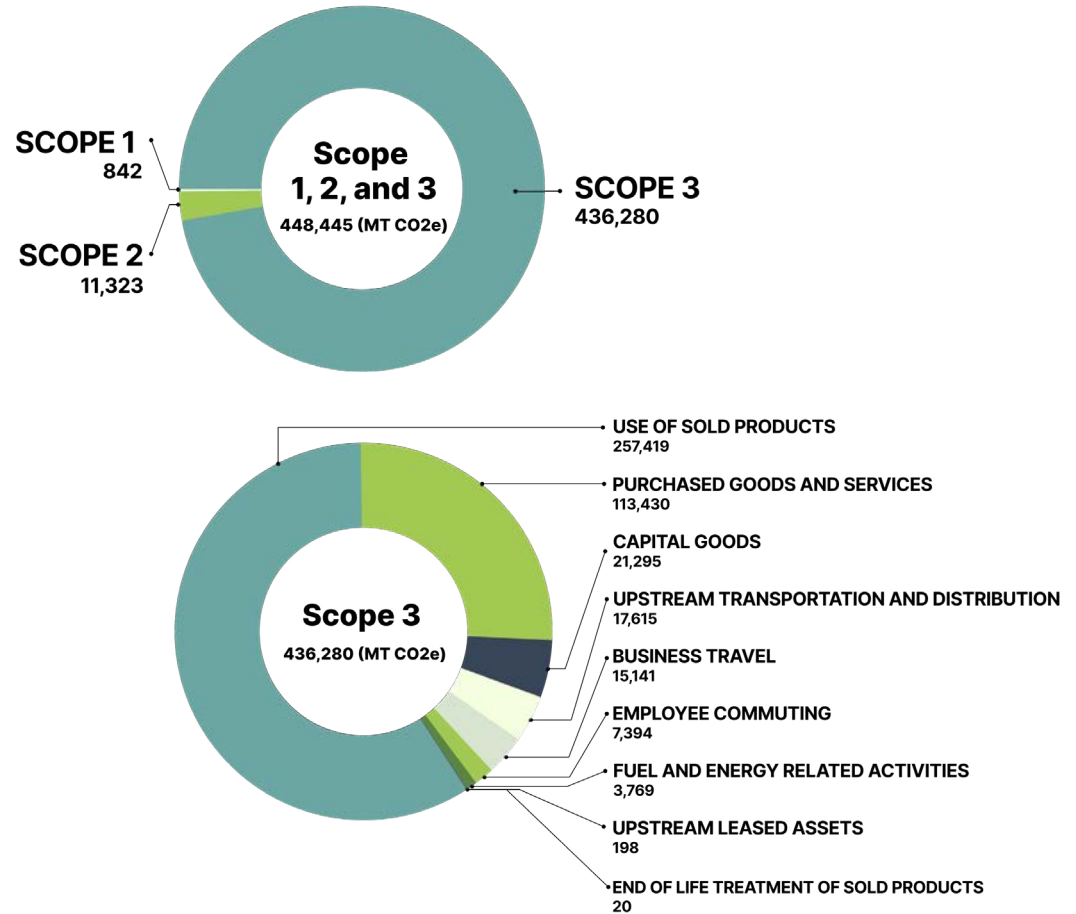 SCOPE 1
842
Scope
1, 2, and 3
448,445 (MT CO2e)
SCOPE 3
436,280
SCOPE 2
11,323
USE OF SOLD PRODUCTS
257,419
PURCHASED GOODS AND SERVICES
113,430
CAPITAL GOODS
21,295
UPSTREAM TRANSPORTATION AND DISTRIBUTION
17,615
Scope 3
436,280 (MT CO2e)
BUSINESS TRAVEL
15,141
EMPLOYEE COMMUTING
7,394
FUEL AND ENERGY RELATED ACTIVITIES
3,769
UPSTREAM LEASED ASSETS
198
END OF LIFE TREATMENT OF SOLD PRODUCTS
20